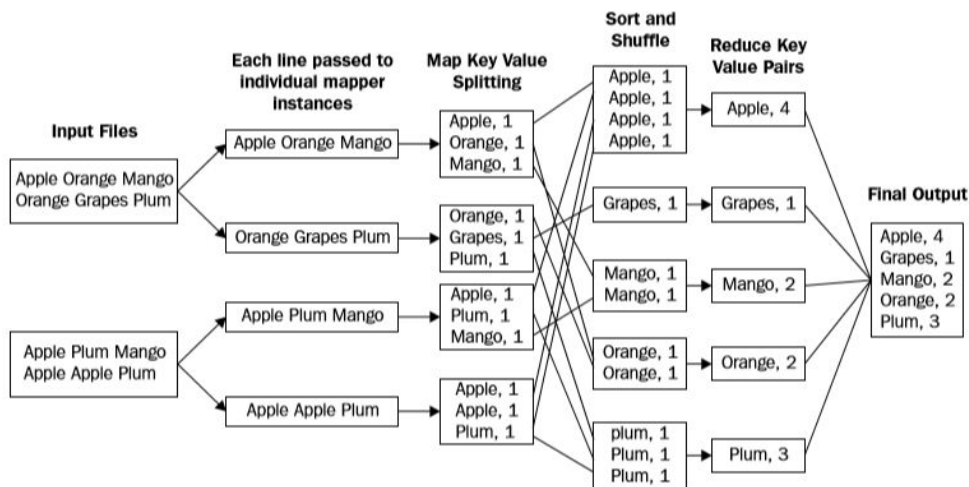 Input Files
Apple Orange Mango
Orange Grapes Plum
Apple Plum Mango
Apple Apple Plum
Each line passed to
individual mapper
instances
Apple Orange Mango
Orange Grapes Plum
Apple Plum Mango
Apple Apple Plum
Map Key Value
Splitting
Apple, 1
Orange, 1
Mango, 1
Orange, 1
Grapes, 1
Plum, 1
Apple, 1
Plum, 1
Mango, 1
Apple, 1
Apple, 1
Plum, 1
Sort and
Shuffle
Apple, 1
Apple, 1
Apple, 1
Apple, 1
Grapes, 1
Mango, 1
Mango, 1
Orange, 1
Orange, 1
plum, 1
Plum, 1
Plum, 1
Reduce Key
Value Pairs
Apple, 4
Grapes, 1
Mango, 2
Orange, 2
Plum, 3
Final Output
Apple, 4
Grapes, 1
Mango, 2
Orange, 2
Plum, 3